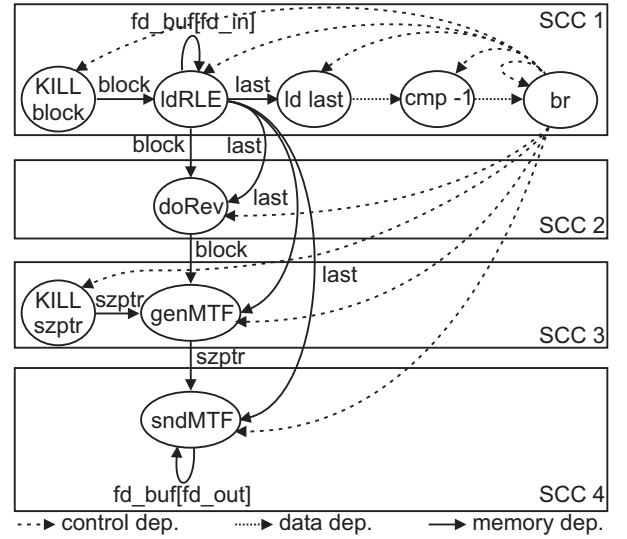 fd_buf[fd_in]
SCC 1
KILL
block
block
ldRLE
last
ld last
cmp -1
br
block
last
last
doRev
SCC 2
block
last
KILL
szptr
szptr
genMTF
SCC 3
szptr
sndMTF
fd_buf[fd_out]
SCC 4
control dep.
data dep.
memory dep.